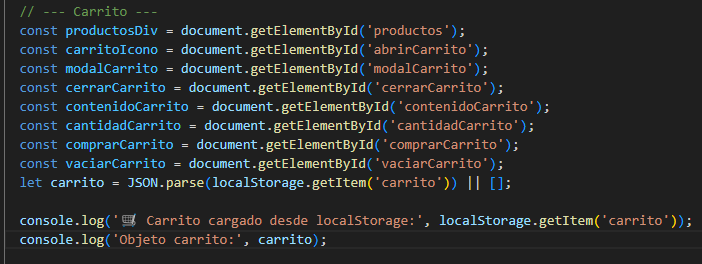 // --- Carrito ---
const productosDiv = document.getElementById('productos');
const carritoIcono = document.getElementById('abrirCarrito');
const modalCarrito = document.getElementById('modalCarrito');
const cerrarCarrito = document.getElementById('cerrarCarrito');
const contenidoCarrito = document.getElementById('contenidoCarrito');
const cantidadCarrito = document.getElementById('cantidadCarrito');
const comprarCarrito = document.getElementById('comprarCarrito');
const vaciarCarrito = document.getElementById('vaciarCarrito');
let carrito = JSON.parse(localStorage.getItem('carrito')) || [];
console.log('🛒 Carrito cargado desde localStorage:', localStorage.getItem('carrito'));
console.log('Objeto carrito:', carrito);